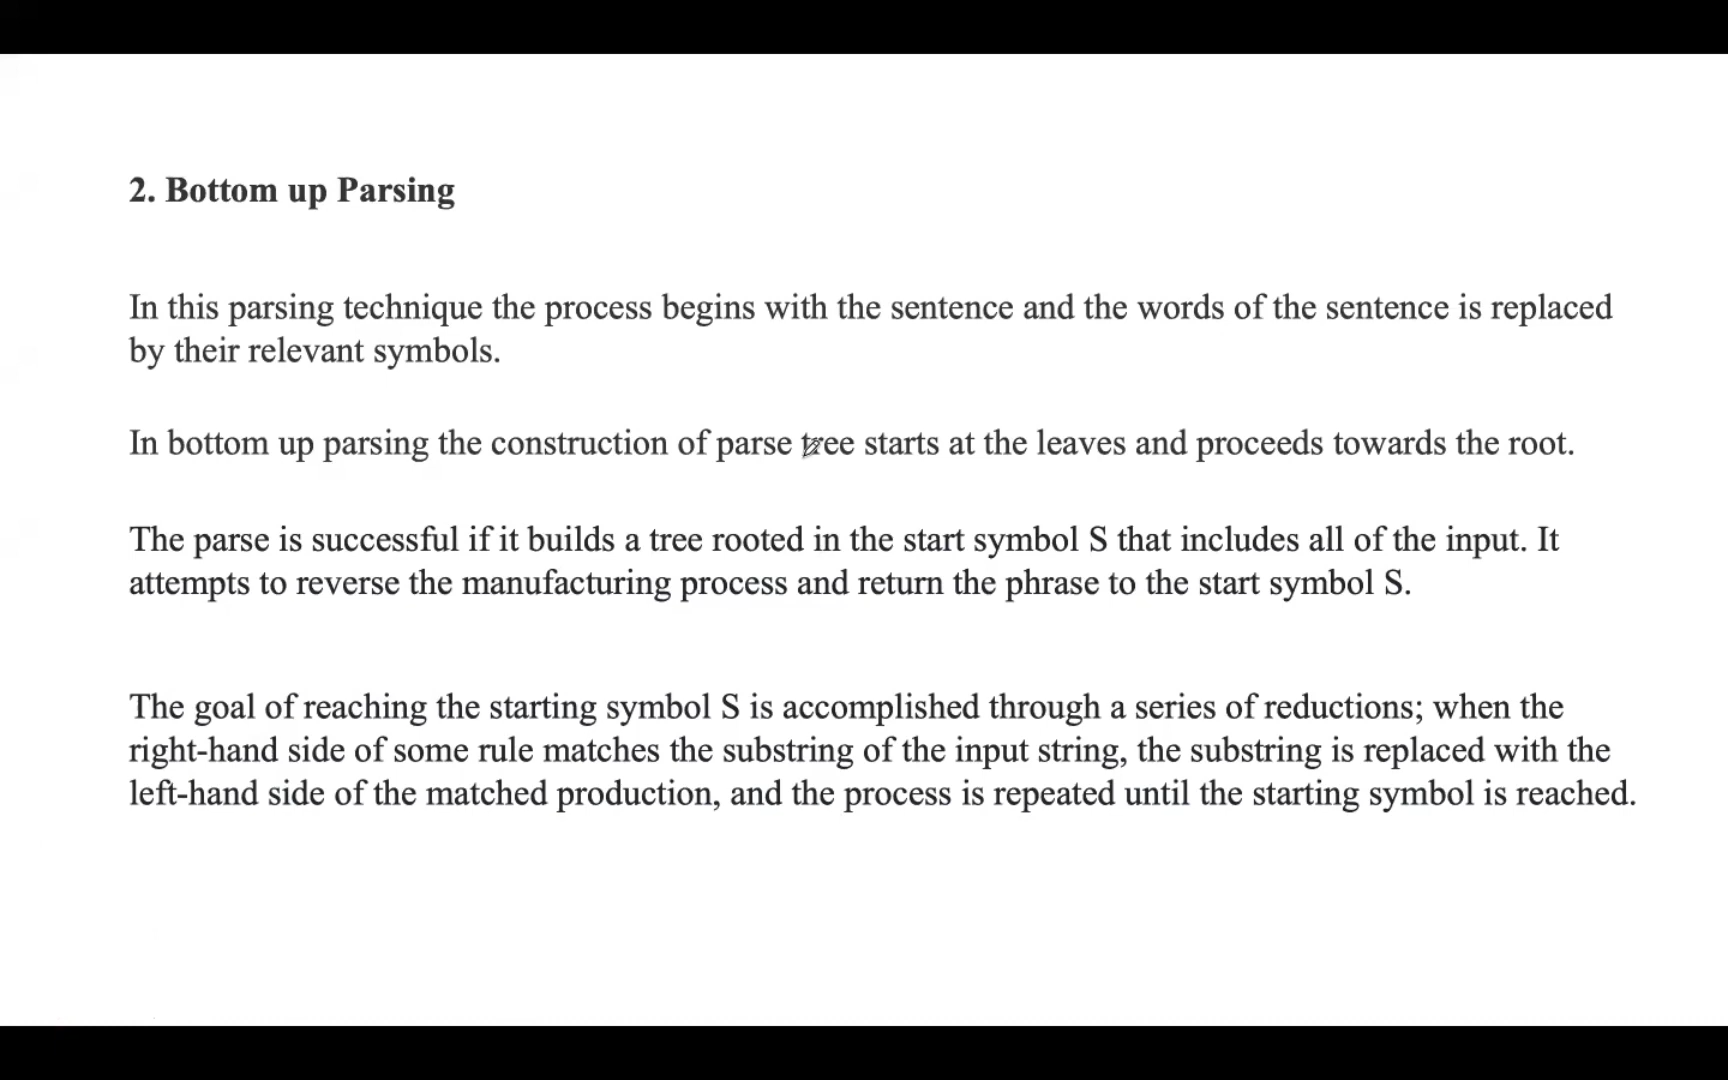 2. Bottom up Parsing
In this parsing technique the process begins with the sentence and the words of the sentence is replaced
by their relevant symbols.
In bottom up parsing the construction of parse tree starts at the leaves and proceeds towards the root.
The parse is successful if it builds a tree rooted in the start symbol S that includes all of the input. It
attempts to reverse the manufacturing process and return the phrase to the start symbol S.
The goal of reaching the starting symbol S is accomplished through a series of reductions; when the
right-hand side of some rule matches the substring of the input string, the substring is replaced with the
left-hand side of the matched production, and the process is repeated until the starting symbol is reached.